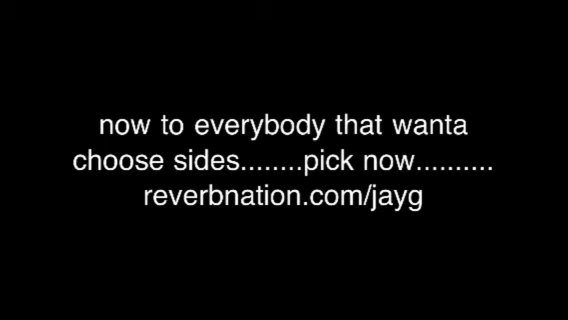 now to everybody that wanta
choose sides........pick now..........
reverbnation.com/jayg